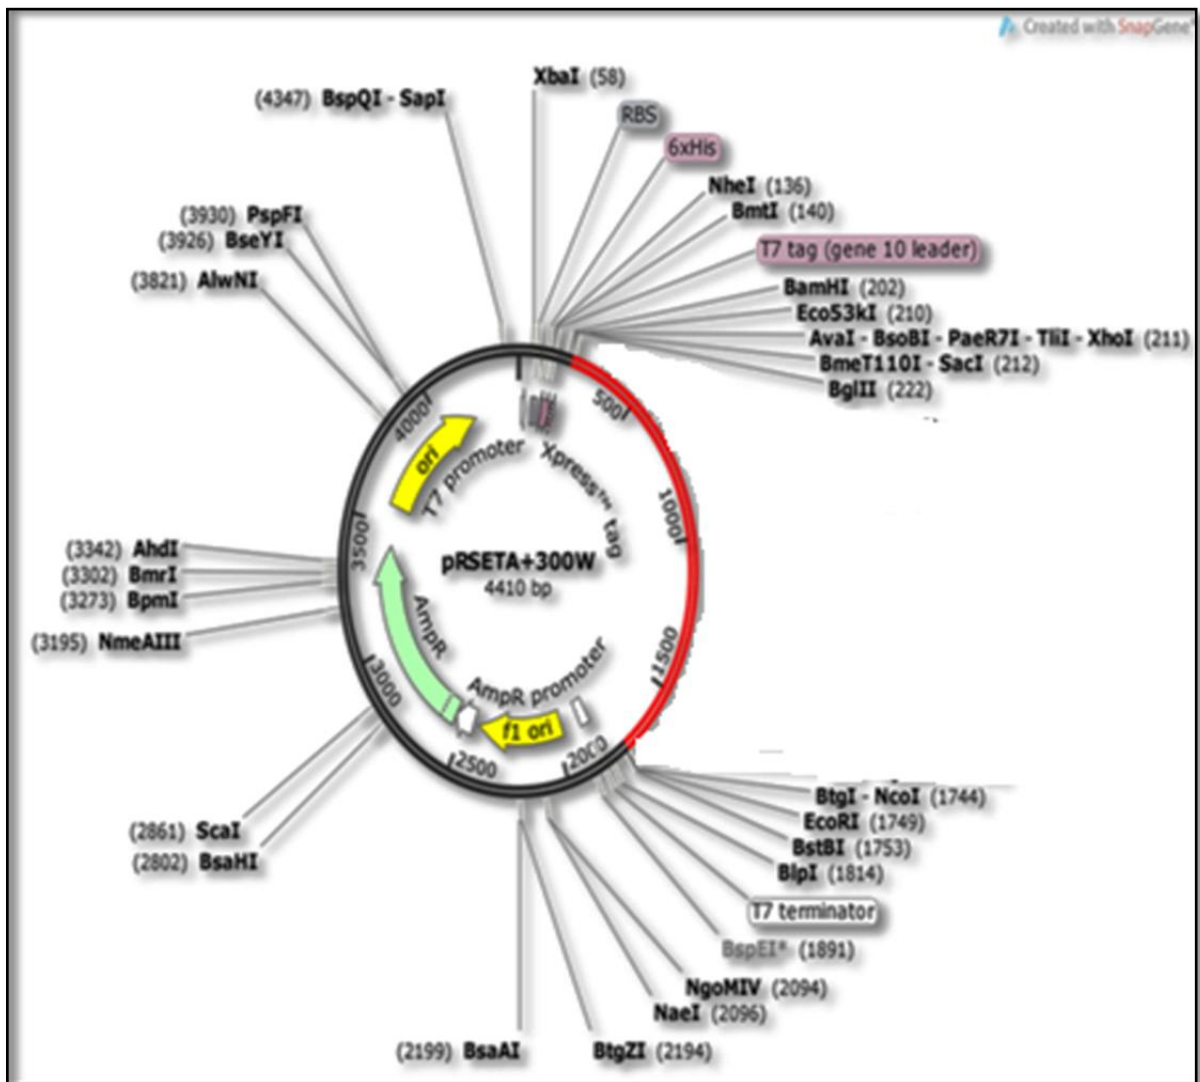 Created with SnapGene®
XbaI (58)
(4347) BspQI - SapI
RBS
6xHis
NheI (136)
BmtI (140)
T7 tag (gene 10 leader)
BamHI (202)
Eco53kI (210)
AvaI - BsoBI - PaeR7I - TliI - XhoI (211)
BmeT110I - SacI (212)
BglII (222)
(3930) PspFI
(3926) BseYI
(3821) AlwNI
500
1000
1500
2000
2500
3000
3500
4000
ori
T7 promoter
Xpress™ tag
pRSETA+300W
4410 bp
AmpR
AmpR promoter
f1 ori
(3342) AhdI
(3302) BmrI
(3273) BpmI
(3195) NmeAIII
(2861) ScaI
(2802) BsaHI
BtgI - NcoI (1744)
EcoRI (1749)
BstBI (1753)
BlpI (1814)
T7 terminator
BspEI* (1891)
NgoMIV (2094)
NaeI (2096)
(2199) BsaAI
BtgZI (2194)